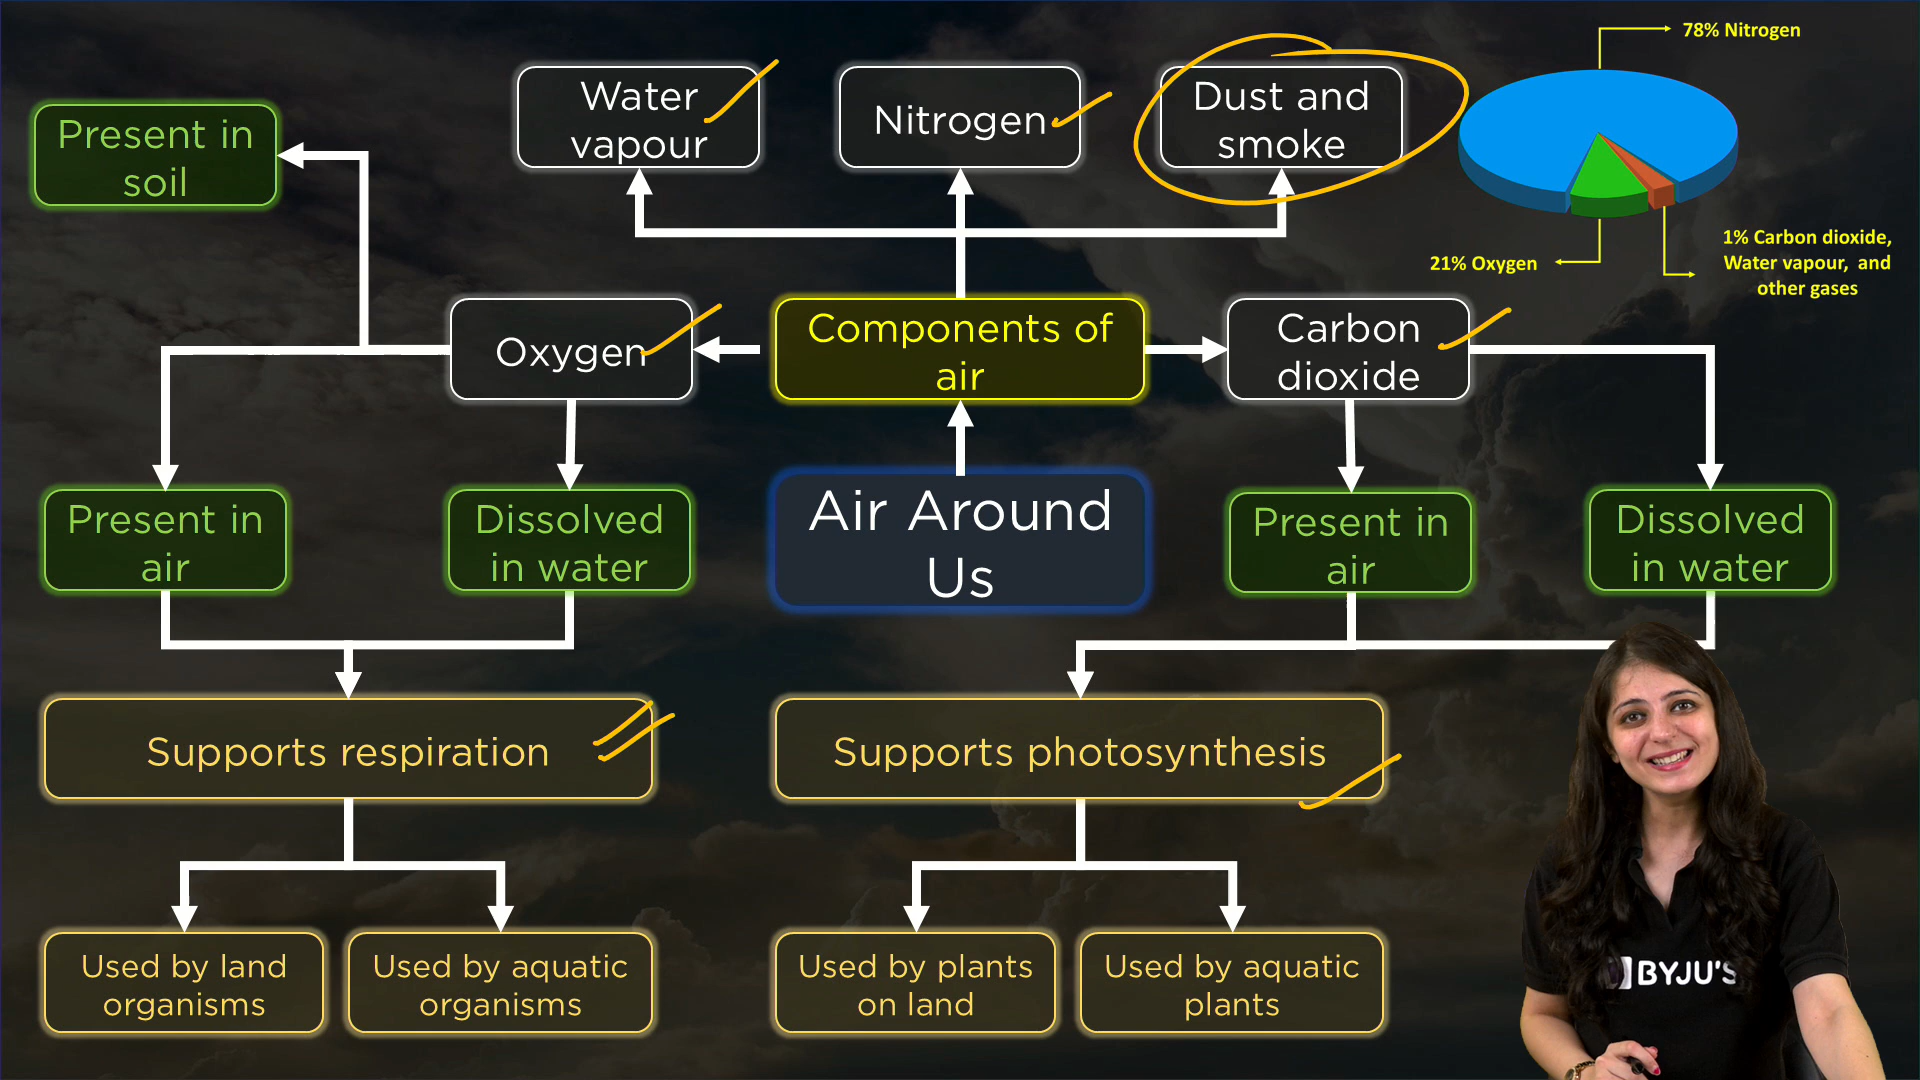 78% Nitrogen
Water
vapour
Nitrogen
Dust and
smoke
Present in
soil
21% Oxygen
1% Carbon dioxide,
Water vapour, and
other gases
Oxygen
Components of
air
Carbon
dioxide
Present in
air
Dissolved
in water
Air Around
Us
Present in
air
Dissolved
in water
Supports respiration
Supports photosynthesis
Used by land
organisms
Used by aquatic
organisms
Used by plants
on land
Used by aquatic
plants
BYJU'S